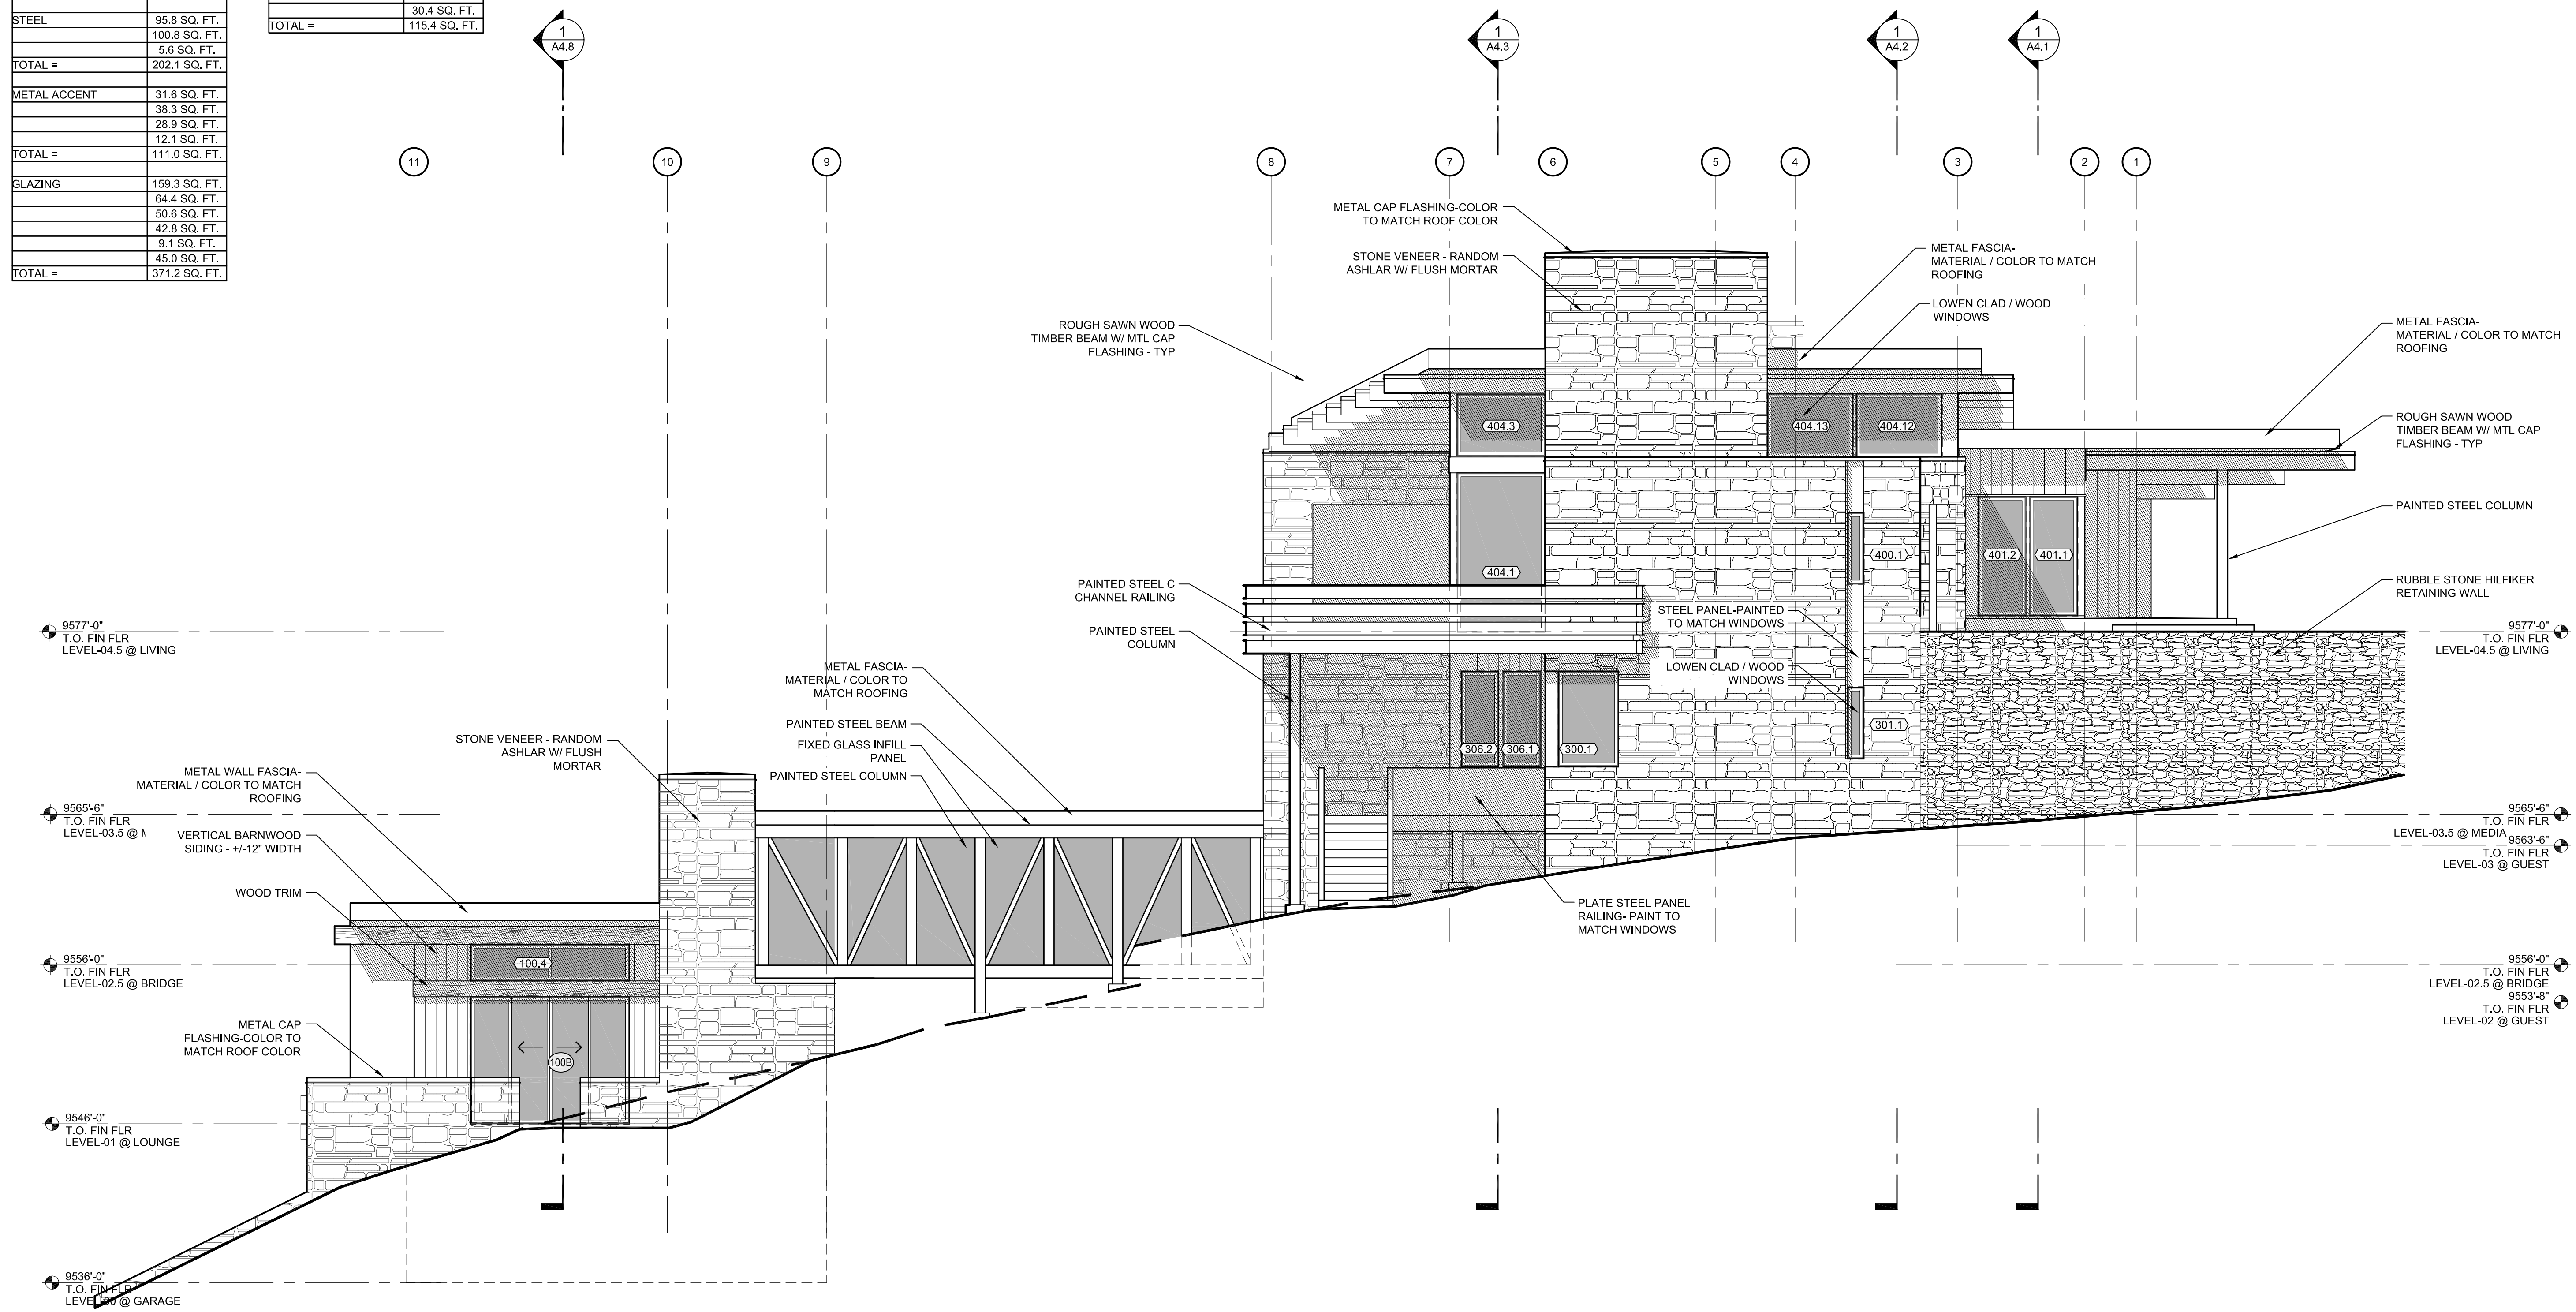 STEEL 95.8 SQ. FT.
100.8 SQ. FT.
5.6 SQ. FT.
TOTAL = 202.1 SQ. FT.
METAL ACCENT 31.6 SQ. FT.
38.3 SQ. FT.
28.9 SQ. FT.
12.1 SQ. FT.
TOTAL = 111.0 SQ. FT.
GLAZING 159.3 SQ. FT.
64.4 SQ. FT.
50.6 SQ. FT.
42.8 SQ. FT.
9.1 SQ. FT.
45.0 SQ. FT.
TOTAL = 371.2 SQ. FT.
30.4 SQ. FT.
TOTAL = 115.4 SQ. FT.
1
A4.8
1
A4.3
1
A4.2
1
A4.1
11
10
9
8
7
6
5
4
3
2
1
METAL CAP FLASHING-COLOR
TO MATCH ROOF COLOR
STONE VENEER - RANDOM
ASHLAR W/ FLUSH MORTAR
METAL FASCIA-
MATERIAL / COLOR TO MATCH
ROOFING
LOWEN CLAD / WOOD
WINDOWS
ROUGH SAWN WOOD
TIMBER BEAM W/ MTL CAP
FLASHING - TYP
METAL FASCIA-
MATERIAL / COLOR TO MATCH
ROOFING
ROUGH SAWN WOOD
TIMBER BEAM W/ MTL CAP
FLASHING - TYP
PAINTED STEEL COLUMN
RUBBLE STONE HILFIKER
RETAINING WALL
404.3
404.13
404.12
404.1
400.1
401.2
401.1
PAINTED STEEL C
CHANNEL RAILING
PAINTED STEEL
COLUMN
STEEL PANEL-PAINTED
TO MATCH WINDOWS
LOWEN CLAD / WOOD
WINDOWS
306.2
306.1
300.1
301.1
METAL FASCIA-
MATERIAL / COLOR TO
MATCH ROOFING
PAINTED STEEL BEAM
FIXED GLASS INFILL
PANEL
PAINTED STEEL COLUMN
STONE VENEER - RANDOM
ASHLAR W/ FLUSH
MORTAR
METAL WALL FASCIA-
MATERIAL / COLOR TO MATCH
ROOFING
VERTICAL BARNWOOD
SIDING - +/-12" WIDTH
WOOD TRIM
METAL CAP
FLASHING-COLOR TO
MATCH ROOF COLOR
100.4
100B
PLATE STEEL PANEL
RAILING- PAINT TO
MATCH WINDOWS
9577'-0"
T.O. FIN FLR
LEVEL-04.5 @ LIVING
9565'-6"
T.O. FIN FLR
LEVEL-03.5 @
9556'-0"
T.O. FIN FLR
LEVEL-02.5 @ BRIDGE
9546'-0"
T.O. FIN FLR
LEVEL-01 @ LOUNGE
9536'-0"
T.O. FIN FLR
LEVEL-00 @ GARAGE
9577'-0"
T.O. FIN FLR
LEVEL-04.5 @ LIVING
9565'-6"
T.O. FIN FLR
LEVEL-03.5 @ MEDIA
9563'-6"
T.O. FIN FLR
LEVEL-03 @ GUEST
9556'-0"
T.O. FIN FLR
LEVEL-02.5 @ BRIDGE
9553'-8"
T.O. FIN FLR
LEVEL-02 @ GUEST